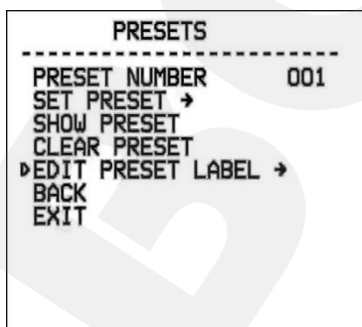 PRESETS
--------------------------
PRESET NUMBER 001
SET PRESET →
SHOW PRESET
CLEAR PRESET
EDIT PRESET LABEL →
BACK
EXIT